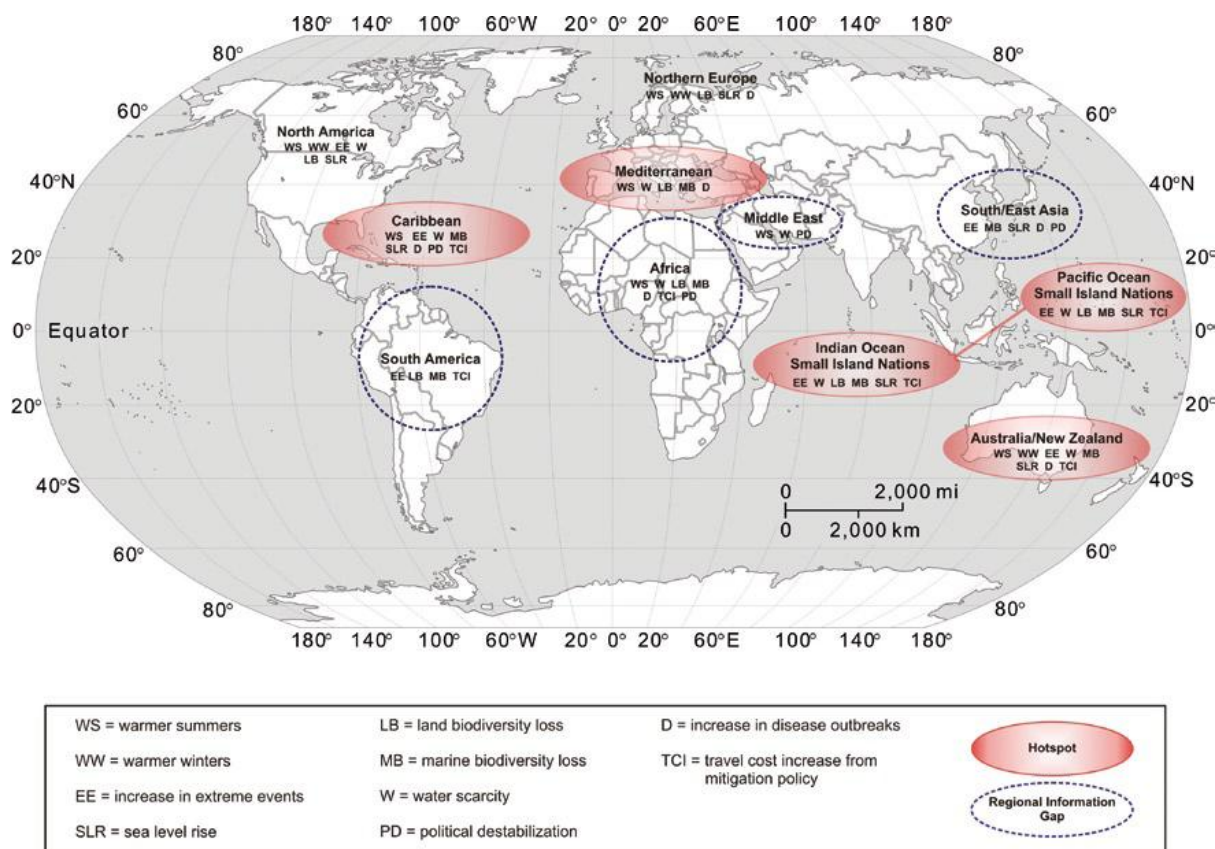 180° 140° 100° 60°W 20° 0° 20° 60°E 100° 140° 180°
80° 80°
Northern Europe
WS WW LB SLR D
60° 60°
North America
WS WW EE W
LB SLR
Mediterranean
WS W LB MB D
40°N 40°N
Caribbean
WS EE W MB
SLR D PD TCI
Middle East
WS W PD
South/East Asia
EE MB SLR D PD
20° 20°
Africa
WS W LB MB
D TCI PD
Pacific Ocean
Small Island Nations
EE W LB MB SLR TCI
0° Equator 0°
South America
EE LB MB TCI
Indian Ocean
Small Island Nations
EE W LB MB SLR TCI
20° 20°
Australia/New Zealand
WS WW EE W MB
SLR D TCI
40°S 40°S
0 2,000 mi
0 2,000 km
60° 60°
80° 80°
180° 140° 100° 60W 20° 0° 20° 60°E 100° 140° 180°
WS = warmer summers
WW = warmer winters
EE = increase in extreme events
SLR = sea level rise
LB = land biodiversity loss
MB = marine biodiversity loss
W = water scarcity
PD = political destabilization
D = increase in disease outbreaks
TCI = travel cost increase from
mitigation policy
Hotspot
Regional Information
Gap